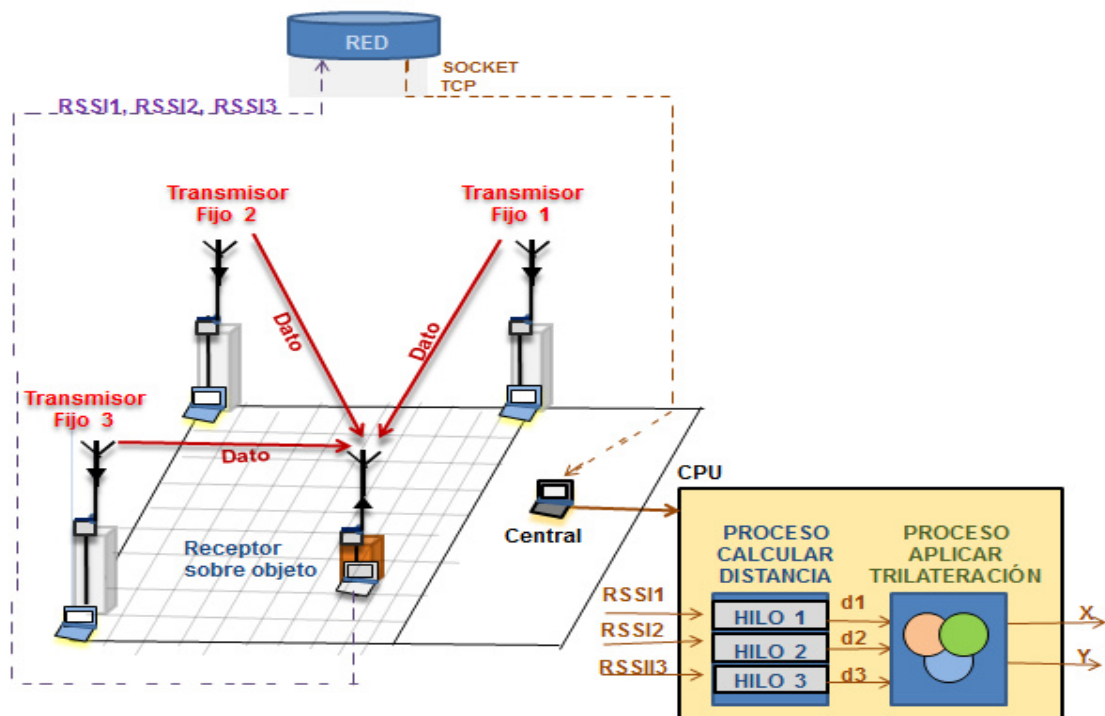 RED
SOCKET
TCP
RSSI1, RSSI2, RSSI3
Transmisor
Fijo 2
Transmisor
Fijo 1
Dato
Dato
Transmisor
Fijo 3
Dato
Receptor
sobre objeto
Central
CPU
PROCESO
CALCULAR
DISTANCIA
PROCESO
APLICAR
TRILATERACIÓN
RSSI1
HILO 1
d1
X
RSSI2
HILO 2
d2
Y
RSSII3
HILO 3
d3